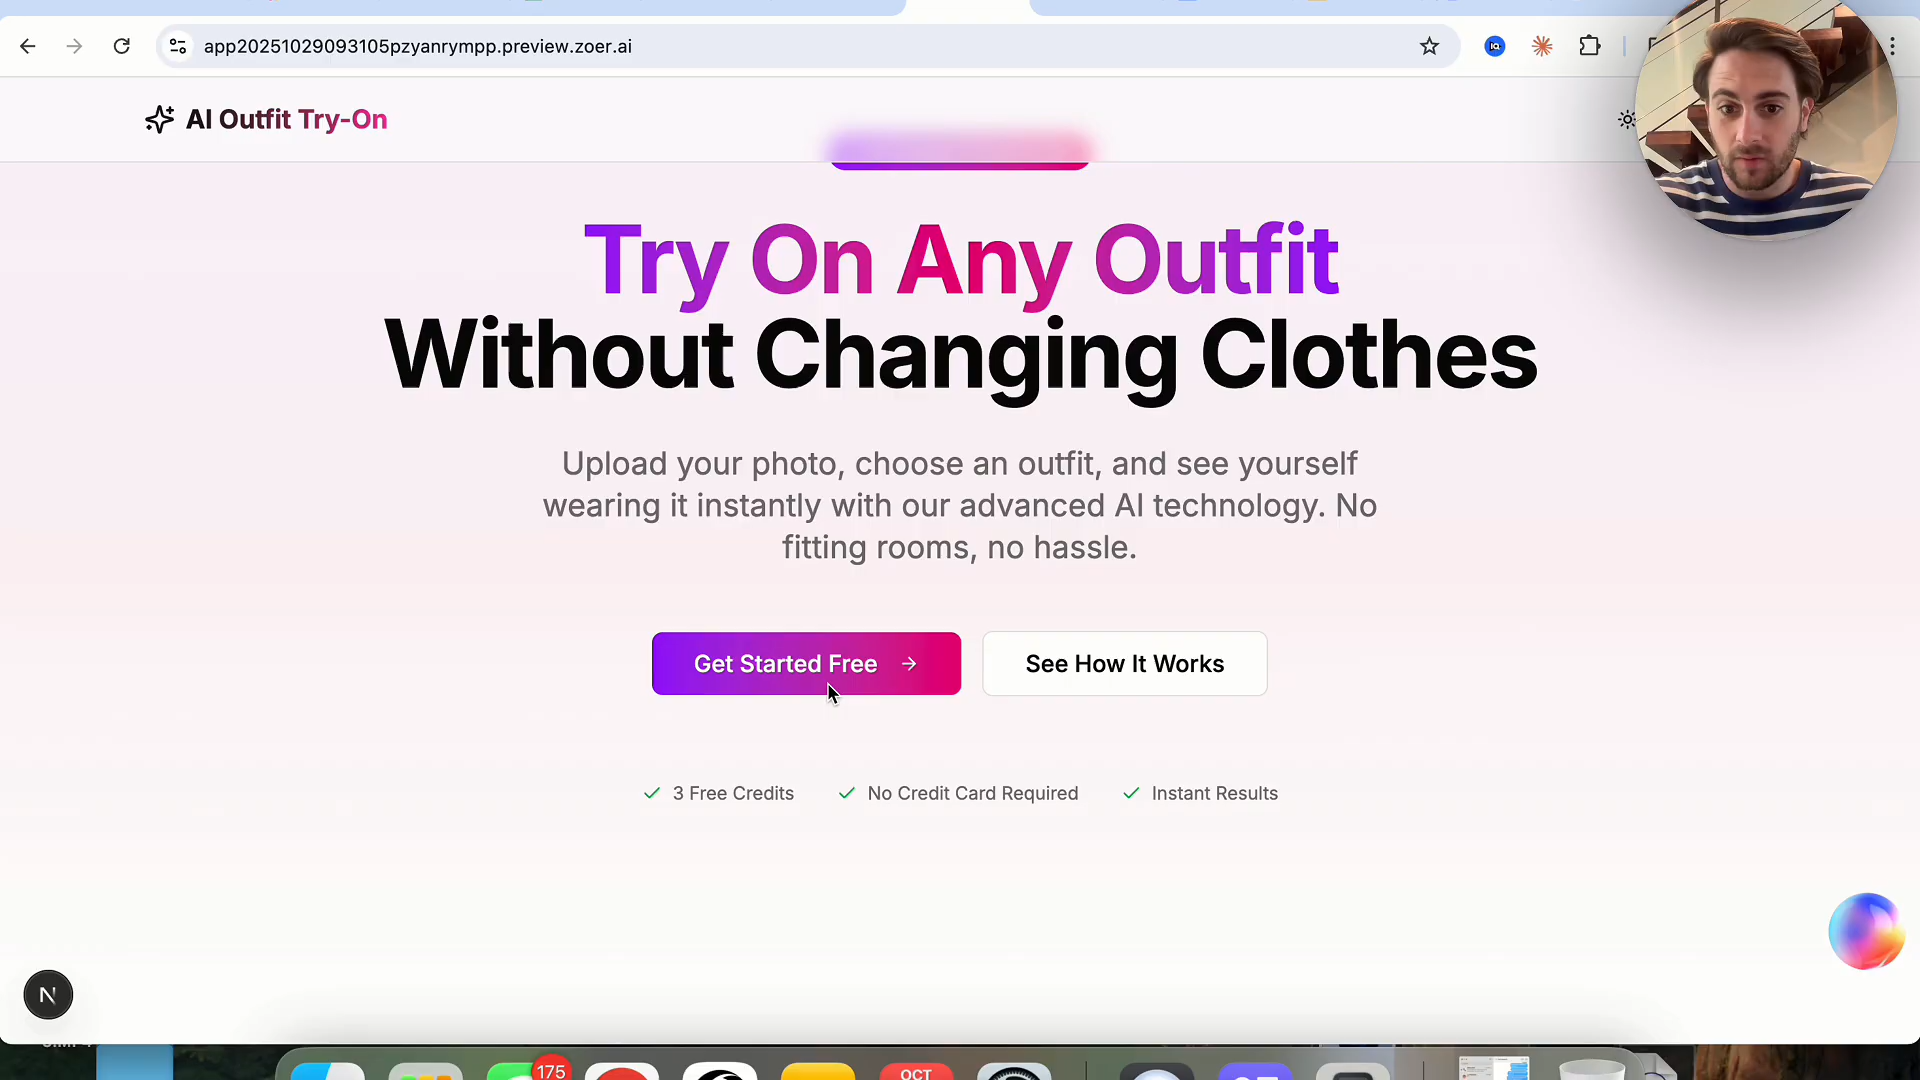 app20251029093105pzyanrympp.preview.zoer.ai
AI Outfit Try-On
Try On Any Outfit
Without Changing Clothes
Upload your photo, choose an outfit, and see yourself
wearing it instantly with our advanced AI technology. No
fitting rooms, no hassle.
Get Started Free →
See How It Works
3 Free Credits
No Credit Card Required
Instant Results
N
175
OCT